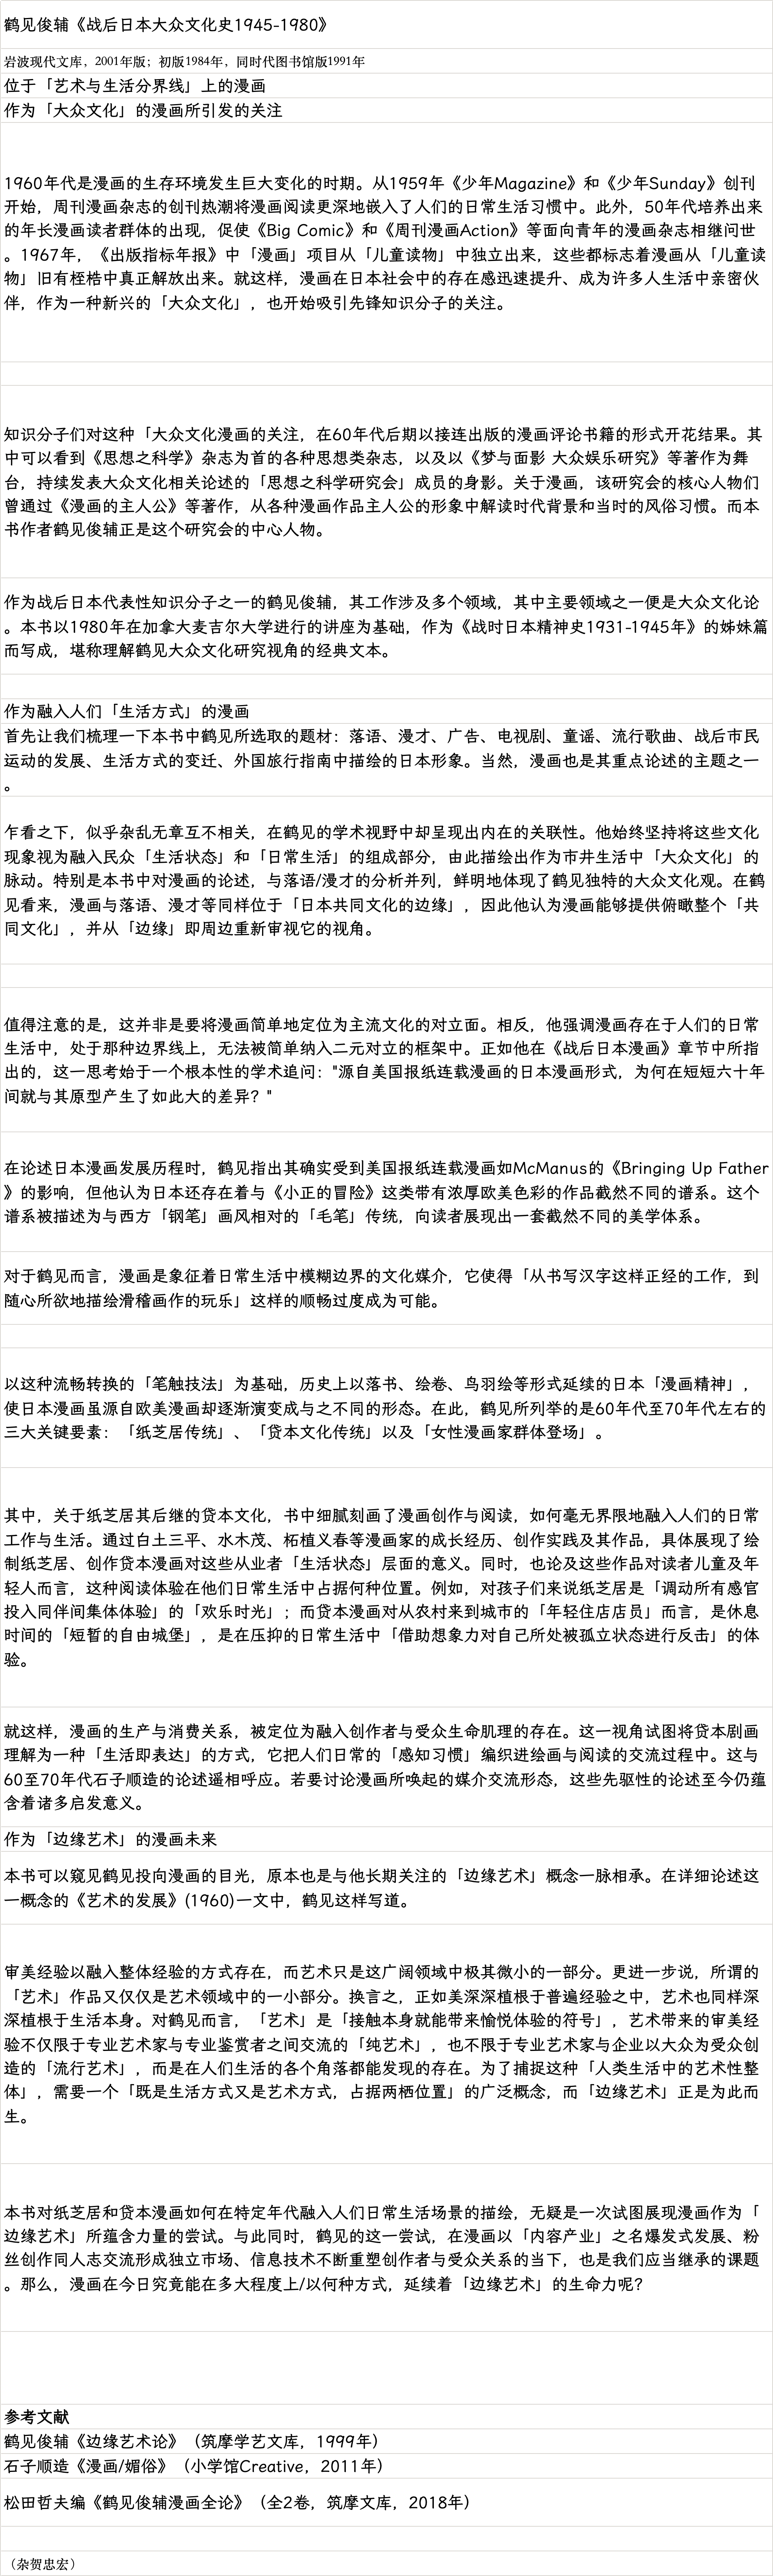 鹤见俊辅《战后日本大众文化史1945-1980》
岩波现代文库，2001年版；初版1984年，同时代图书馆版1991年
位于「艺术与生活分界线」上的漫画
作为「大众文化」的漫画所引发的关注
1960年代是漫画的生存环境发生巨大变化的时期。从1959年《少年Magazine》和《少年Sunday》创刊
开始，周刊漫画杂志的创刊热潮将漫画阅读更深地嵌入了人们的日常生活习惯中。此外，50年代培养出来
的年长漫画读者群体的出现，促使《Big Comic》和《周刊漫画Action》等面向青年的漫画杂志相继问世
。1967年，《出版指标年报》中「漫画」项目从「儿童读物」中独立出来，这些都标志着漫画从「儿童读
物」旧有桎梏中真正解放出来。就这样，漫画在日本社会中的存在感迅速提升、成为许多人生活中亲密伙
伴，作为一种新兴的「大众文化」，也开始吸引先锋知识分子的关注。
知识分子们对这种「大众文化漫画的关注，在60年代后期以接连出版的漫画评论书籍的形式开花结果。其
中可以看到《思想之科学》杂志为首的各种思想类杂志，以及以《梦与面影 大众娱乐研究》等著作为舞
台，持续发表大众文化相关论述的「思想之科学研究会」成员的身影。关于漫画，该研究会的核心人物们
曾通过《漫画的主人公》等著作，从各种漫画作品主人公的形象中解读时代背景和当时的风俗习惯。而本
书作者鹤见俊辅正是这个研究会的中心人物。
作为战后日本代表性知识分子之一的鹤见俊辅，其工作涉及多个领域，其中主要领域之一便是大众文化论
。本书以1980年在加拿大麦吉尔大学进行的讲座为基础，作为《战时日本精神史1931-1945年》的姊妹篇
而写成，堪称理解鹤见大众文化研究视角的经典文本。
作为融入人们「生活方式」的漫画
首先让我们梳理一下本书中鹤见所选取的题材：落语、漫才、广告、电视剧、童谣、流行歌曲、战后市民
运动的发展、生活方式的变迁、外国旅行指南中描绘的日本形象。当然，漫画也是其重点论述的主题之一
。
乍看之下，似乎杂乱无章互不相关，在鹤见的学术视野中却呈现出内在的关联性。他始终坚持将这些文化
现象视为融入民众「生活状态」和「日常生活」的组成部分，由此描绘出作为市井生活中「大众文化」的
脉动。特别是本书中对漫画的论述，与落语/漫才的分析并列，鲜明地体现了鹤见独特的大众文化观。在鹤
见看来，漫画与落语、漫才等同样位于「日本共同文化的边缘」，因此他认为漫画能够提供俯瞰整个「共
同文化」，并从「边缘」即周边重新审视它的视角。
值得注意的是，这并非是要将漫画简单地定位为主流文化的对立面。相反，他强调漫画存在于人们的日常
生活中，处于那种边界线上，无法被简单纳入二元对立的框架中。正如他在《战后日本漫画》章节中所指
出的，这一思考始于一个根本性的学术追问："源自美国报纸连载漫画的日本漫画形式，为何在短短六十年
间就与其原型产生了如此大的差异？"
在论述日本漫画发展历程时，鹤见指出其确实受到美国报纸连载漫画如McManus的《Bringing Up Father
》的影响，但他认为日本还存在着与《小正的冒险》这类带有浓厚欧美色彩的作品截然不同的谱系。这个
谱系被描述为与西方「钢笔」画风相对的「毛笔」传统，向读者展现出一套截然不同的美学体系。
对于鹤见而言，漫画是象征着日常生活中模糊边界的文化媒介，它使得「从书写汉字这样正经的工作，到
随心所欲地描绘滑稽画作的玩乐」这样的顺畅过度成为可能。
以这种流畅转换的「笔触技法」为基础，历史上以落书、绘卷、鸟羽绘等形式延续的日本「漫画精神」，
使日本漫画虽源自欧美漫画却逐渐演变成与之不同的形态。在此，鹤见所列举的是60年代至70年代左右的
三大关键要素：「纸芝居传统」、「贷本文化传统」以及「女性漫画家群体登场」。
其中，关于纸芝居其后继的贷本文化，书中细腻刻画了漫画创作与阅读，如何毫无界限地融入人们的日常
工作与生活。通过白土三平、水木茂、柘植义春等漫画家的成长经历、创作实践及其作品，具体展现了绘
制纸芝居、创作贷本漫画对这些从业者「生活状态」层面的意义。同时，也论及这些作品对读者儿童及年
轻人而言，这种阅读体验在他们日常生活中占据何种位置。例如，对孩子们来说纸芝居是「调动所有感官
投入同伴间集体体验」的「欢乐时光」；而贷本漫画对从农村来到城市的「年轻住店店员」而言，是休息
时间的「短暂的自由城堡」，是在压抑的日常生活中「借助想象力对自己所处被孤立状态进行反击」的体
验。
就这样，漫画的生产与消费关系，被定位为融入创作者与受众生命肌理的存在。这一视角试图将贷本剧画
理解为一种「生活即表达」的方式，它把人们日常的「感知习惯」编织进绘画与阅读的交流过程中。这与
60至70年代石子顺造的论述遥相呼应。若要讨论漫画所唤起的媒介交流形态，这些先驱性的论述至今仍蕴
含着诸多启发意义。
作为「边缘艺术」的漫画未来
本书可以窥见鹤见投向漫画的目光，原本也是与他长期关注的「边缘艺术」概念一脉相承。在详细论述这
一概念的《艺术的发展》(1960)一文中，鹤见这样写道。
审美经验以融入整体经验的方式存在，而艺术只是这广阔领域中极其微小的一部分。更进一步说，所谓的
「艺术」作品又仅仅是艺术领域中的一小部分。换言之，正如美深深植根于普遍经验之中，艺术也同样深
深植根于生活本身。对鹤见而言，「艺术」是「接触本身就能带来愉悦体验的符号」，艺术带来的审美经
验不仅限于专业艺术家与专业鉴赏者之间交流的「纯艺术」，也不限于专业艺术家与企业以大众为受众创
造的「流行艺术」，而是在人们生活的各个角落都能发现的存在。为了捕捉这种「人类生活中的艺术性整
体」，需要一个「既是生活方式又是艺术方式，占据两栖位置」的广泛概念，而「边缘艺术」正是为此而
生。
本书对纸芝居和贷本漫画如何在特定年代融入人们日常生活场景的描绘，无疑是一次试图展现漫画作为「
边缘艺术」所蕴含力量的尝试。与此同时，鹤见的这一尝试，在漫画以「内容产业」之名爆发式发展、粉
丝创作同人志交流形成独立市场、信息技术不断重塑创作者与受众关系的当下，也是我们应当继承的课题
。那么，漫画在今日究竟能在多大程度上/以何种方式，延续着「边缘艺术」的生命力呢？
参考文献
鹤见俊辅《边缘艺术论》（筑摩学艺文库，1999年）
石子顺造《漫画/媚俗》（小学馆Creative，2011年）
松田哲夫编《鹤见俊辅漫画全论》（全2卷，筑摩文库，2018年）
（杂贺忠宏）